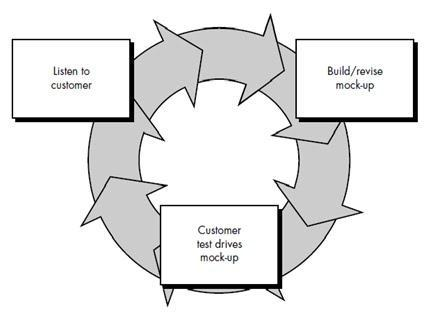 Listen to
customer
Build/revise
mock-up
Customer
test drives
mock-up